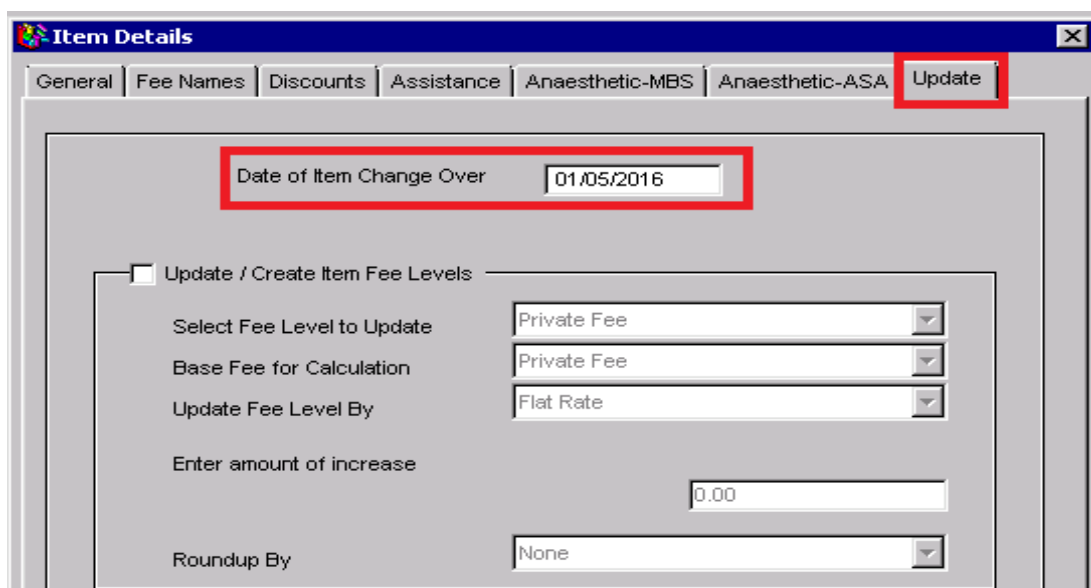 Item Details
General Fee Names Discounts Assistance Anaesthetic-MBS Anaesthetic-ASA Update
Date of Item Change Over 01/05/2016
Update / Create Item Fee Levels
Select Fee Level to Update Private Fee
Base Fee for Calculation Private Fee
Update Fee Level By Flat Rate
Enter amount of increase
0.00
Roundup By None